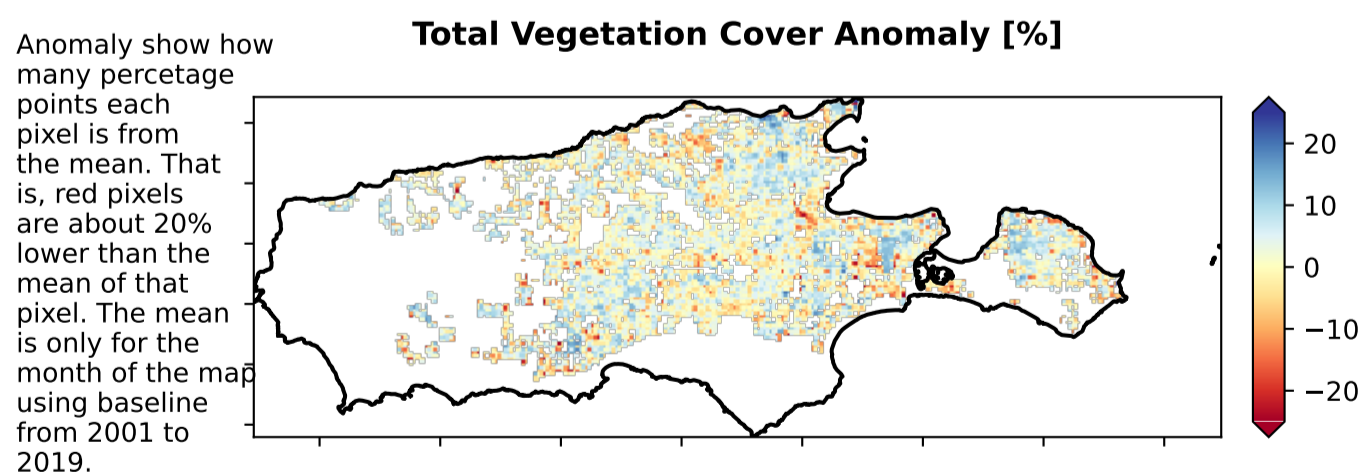 Total Vegetation Cover Anomaly [%]
Anomaly show how
many percetage
points each
pixel is from
the mean. That
is, red pixels
are about 20%
lower than the
mean of that
pixel. The mean
is only for the
month of the map
using baseline
from 2001 to
2019.
20
10
0
−10
−20